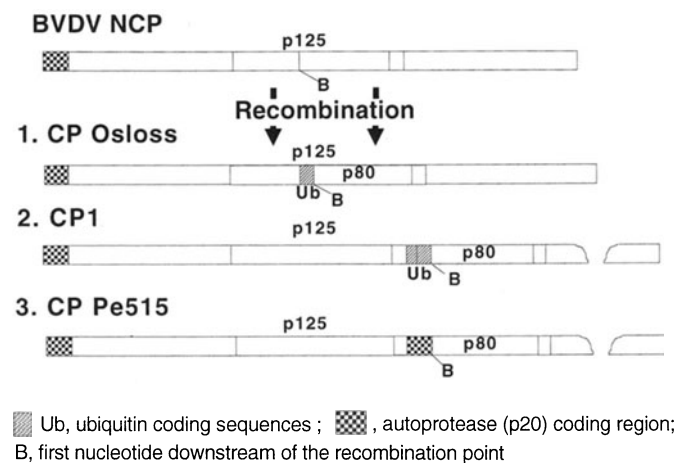 BVDV NCP
p125
B
Recombination
1. CP Osloss
p125
p80
Ub B
2. CP1
p125
p80
Ub B
3. CP Pe515
p125
p80
B
Ub, ubiquitin coding sequences ; , autoprotease (p20) coding region;
B, first nucleotide downstream of the recombination point